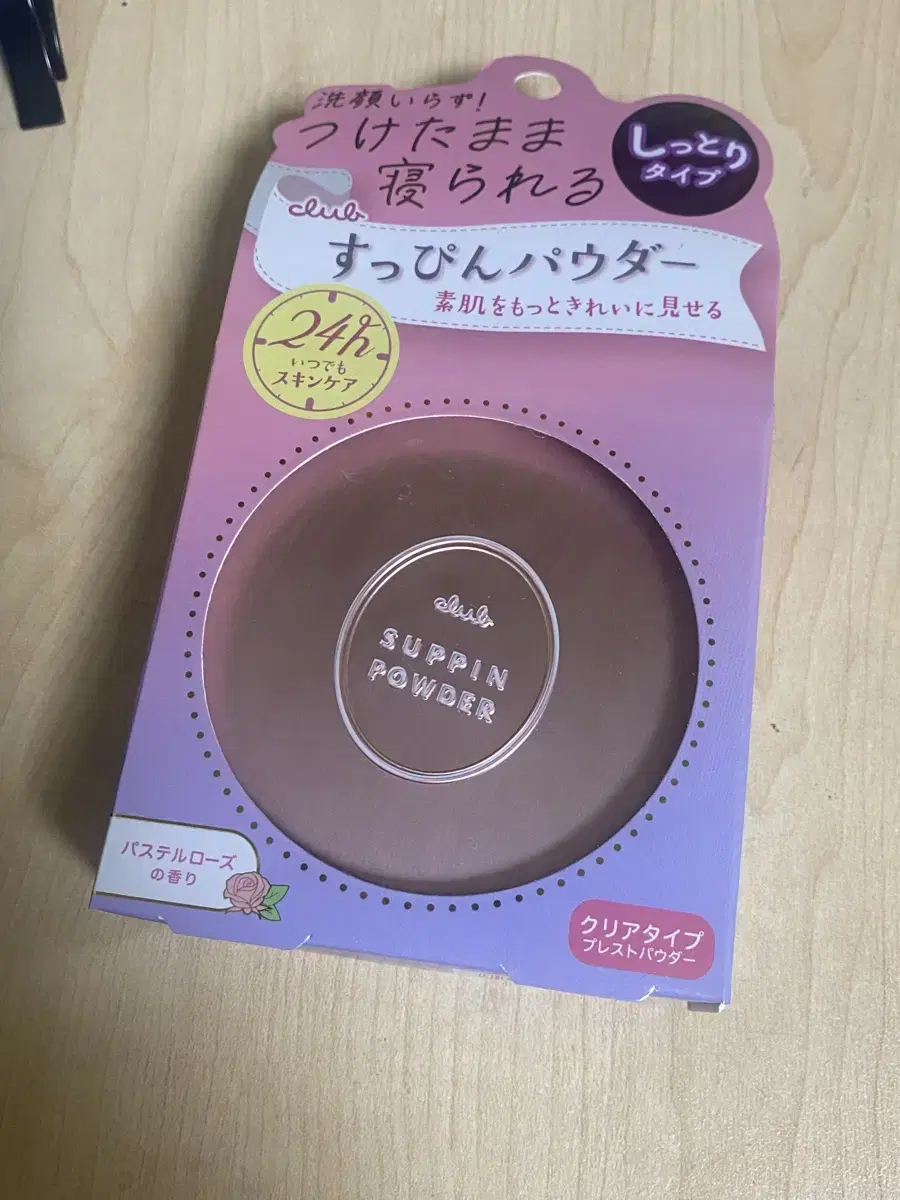 洗顔いらず!
つけたまま
寝られる
しっとり
タイプ
club
すっぴんパウダー
素肌をもっときれいに見せる
24h
いつでも
スキンケア
club
SUPPIN
POWDER
パステルローズ
の香り
クリアタイプ
プレストパウダー